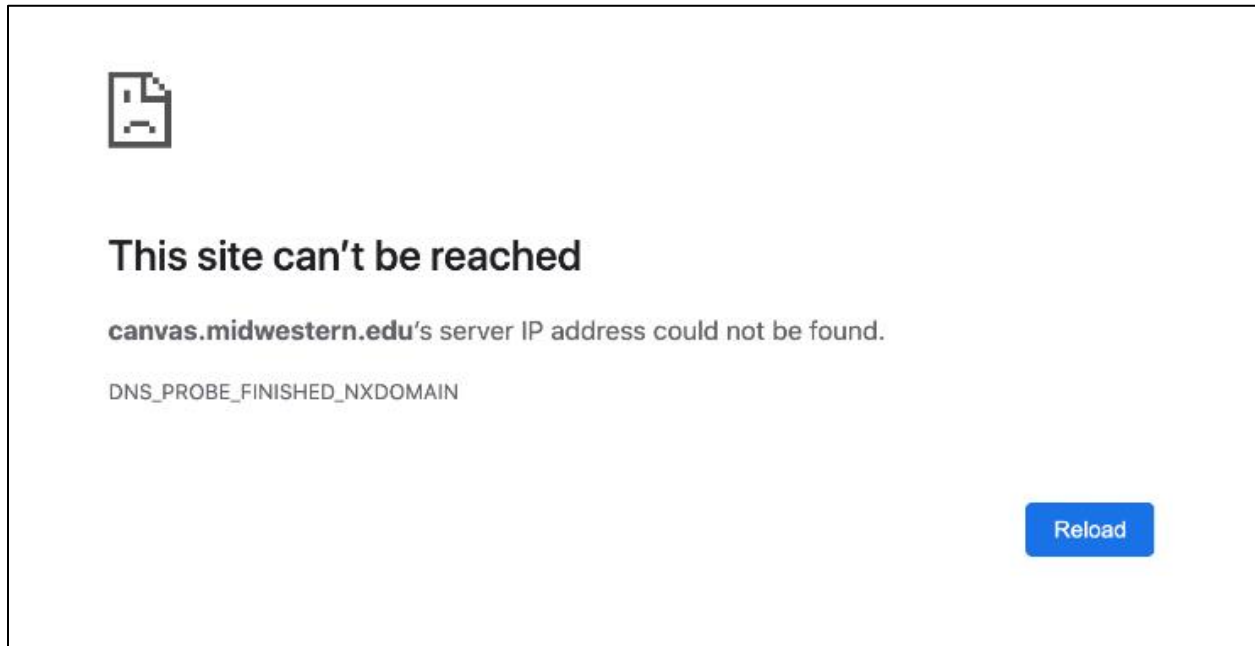 This site can’t be reached
canvas.midwestern.edu’s server IP address could not be found.
DNS_PROBE_FINISHED_NXDOMAIN
Reload